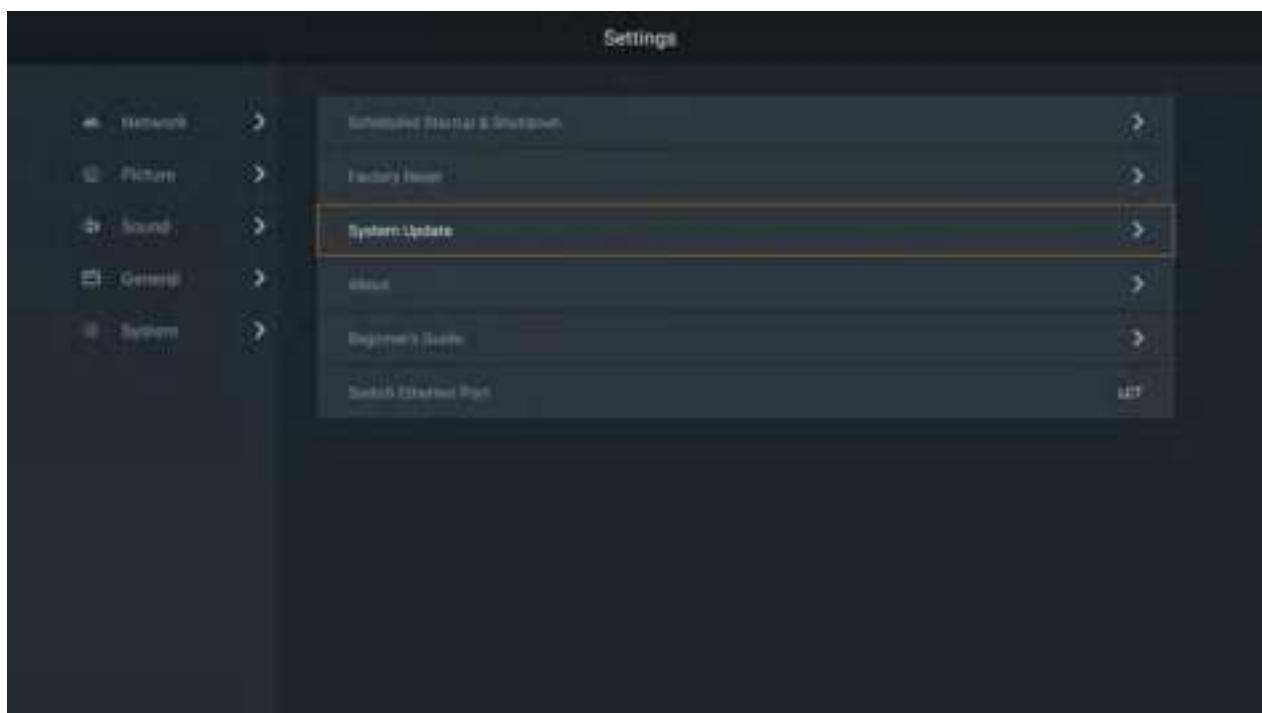 Settings
Network
Picture
Sound
General
System
Scheduled Startup & Shutdown
Factory Reset
System Update
About
Beginner's Guide
Switch Ethernet Port